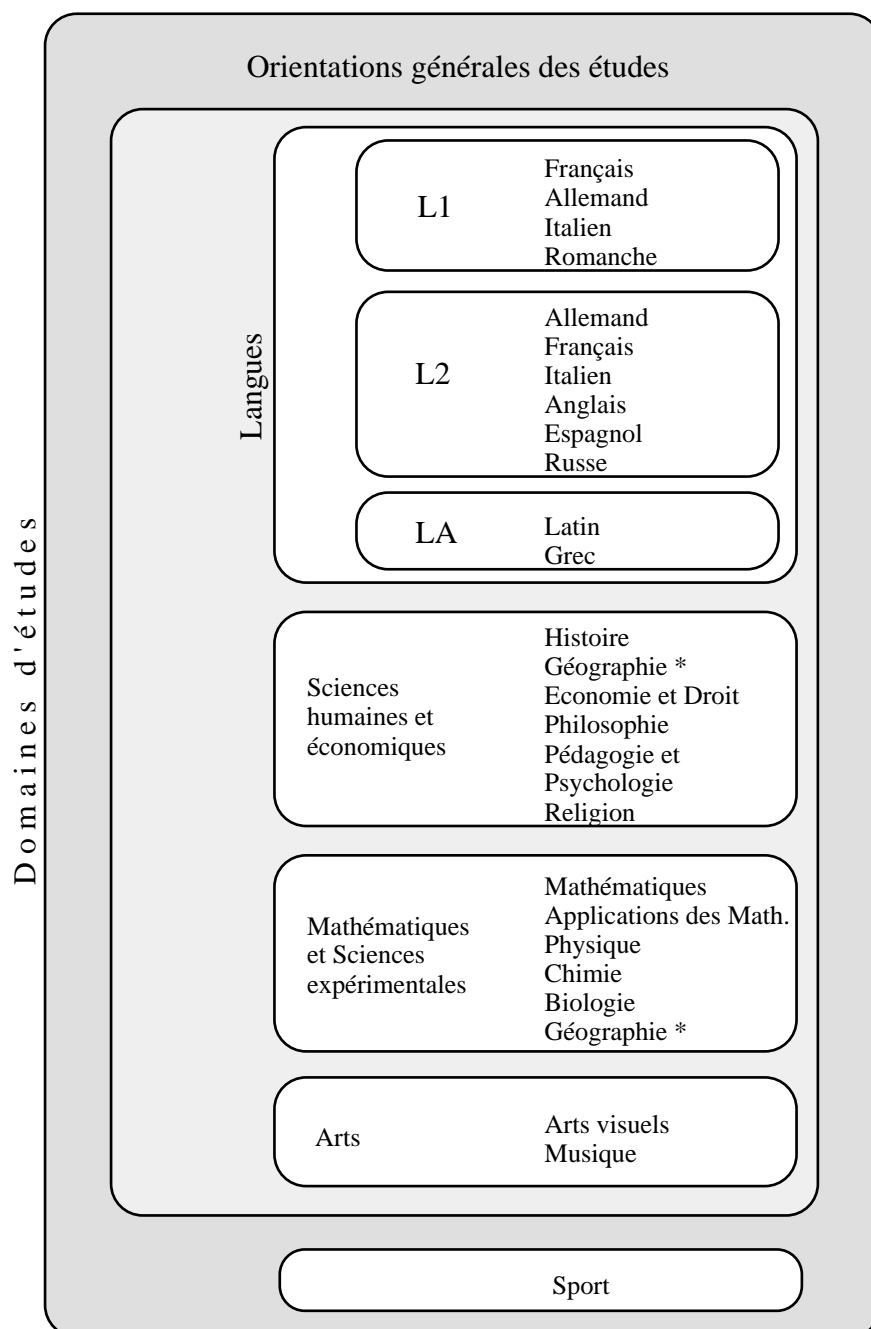 Orientations générales des études
Domaines d'études
Langues
L1
Français
Allemand
Italien
Romanche
L2
Allemand
Français
Italien
Anglais
Espagnol
Russe
LA
Latin
Grec
Sciences
humaines et
économiques
Histoire
Géographie *
Economie et Droit
Philosophie
Pédagogie et
Psychologie
Religion
Mathématiques
et Sciences
expérimentales
Mathématiques
Applications des Math.
Physique
Chimie
Biologie
Géographie *
Arts
Arts visuels
Musique
Sport